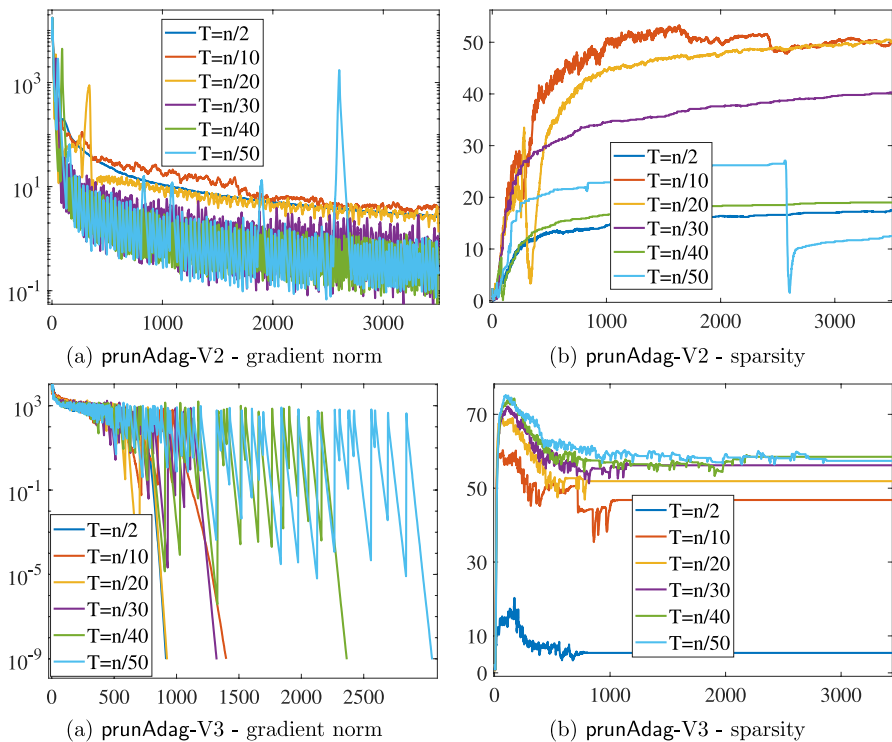 10^3
10^1
10^-1
0 1000 2000 3000
T=n/2
T=n/10
T=n/20
T=n/30
T=n/40
T=n/50
(a) prunAdag-V2 - gradient norm
50
40
30
20
10
0
0 1000 2000 3000
T=n/2
T=n/10
T=n/20
T=n/30
T=n/40
T=n/50
(b) prunAdag-V2 - sparsity
10^3
10^-1
10^-5
10^-9
0 500 1000 1500 2000 2500
T=n/2
T=n/10
T=n/20
T=n/30
T=n/40
T=n/50
(a) prunAdag-V3 - gradient norm
70
50
30
10
0
0 1000 2000 3000
T=n/2
T=n/10
T=n/20
T=n/30
T=n/40
T=n/50
(b) prunAdag-V3 - sparsity